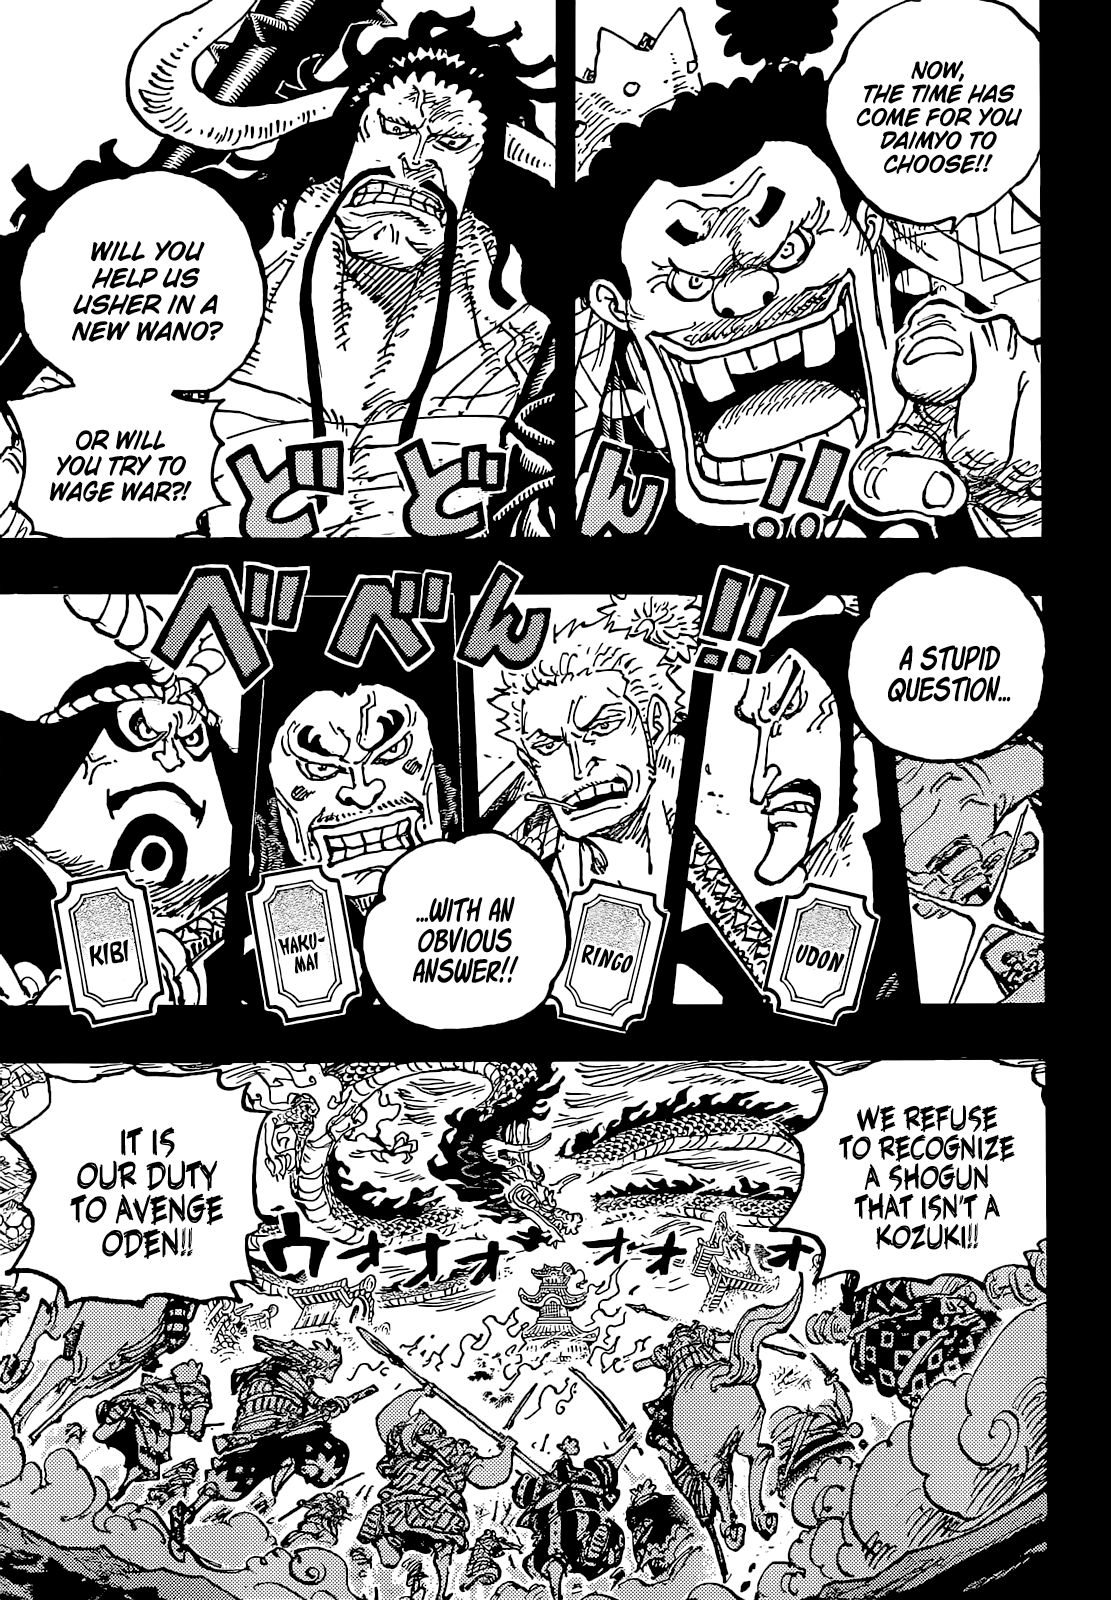 NOW,
THE TIME HAS
COME FOR YOU
DAIMYO TO
CHOOSE!!
WILL YOU
HELP US
USHER IN A
NEW WANO?
OR WILL
YOU TRY TO
WAGE WAR?!
どどん!!
べべん!!
A STUPID
QUESTION...
...WITH AN
OBVIOUS
ANSWER!!
UDON
RINGO
HAKU-
MAI
KIBI
WE REFUSE
TO RECOGNIZE
A SHOGUN
THAT ISN'T A
KOZUKI!!
IT IS
OUR DUTY
TO AVENGE
ODEN!!
ウオオオオオオ